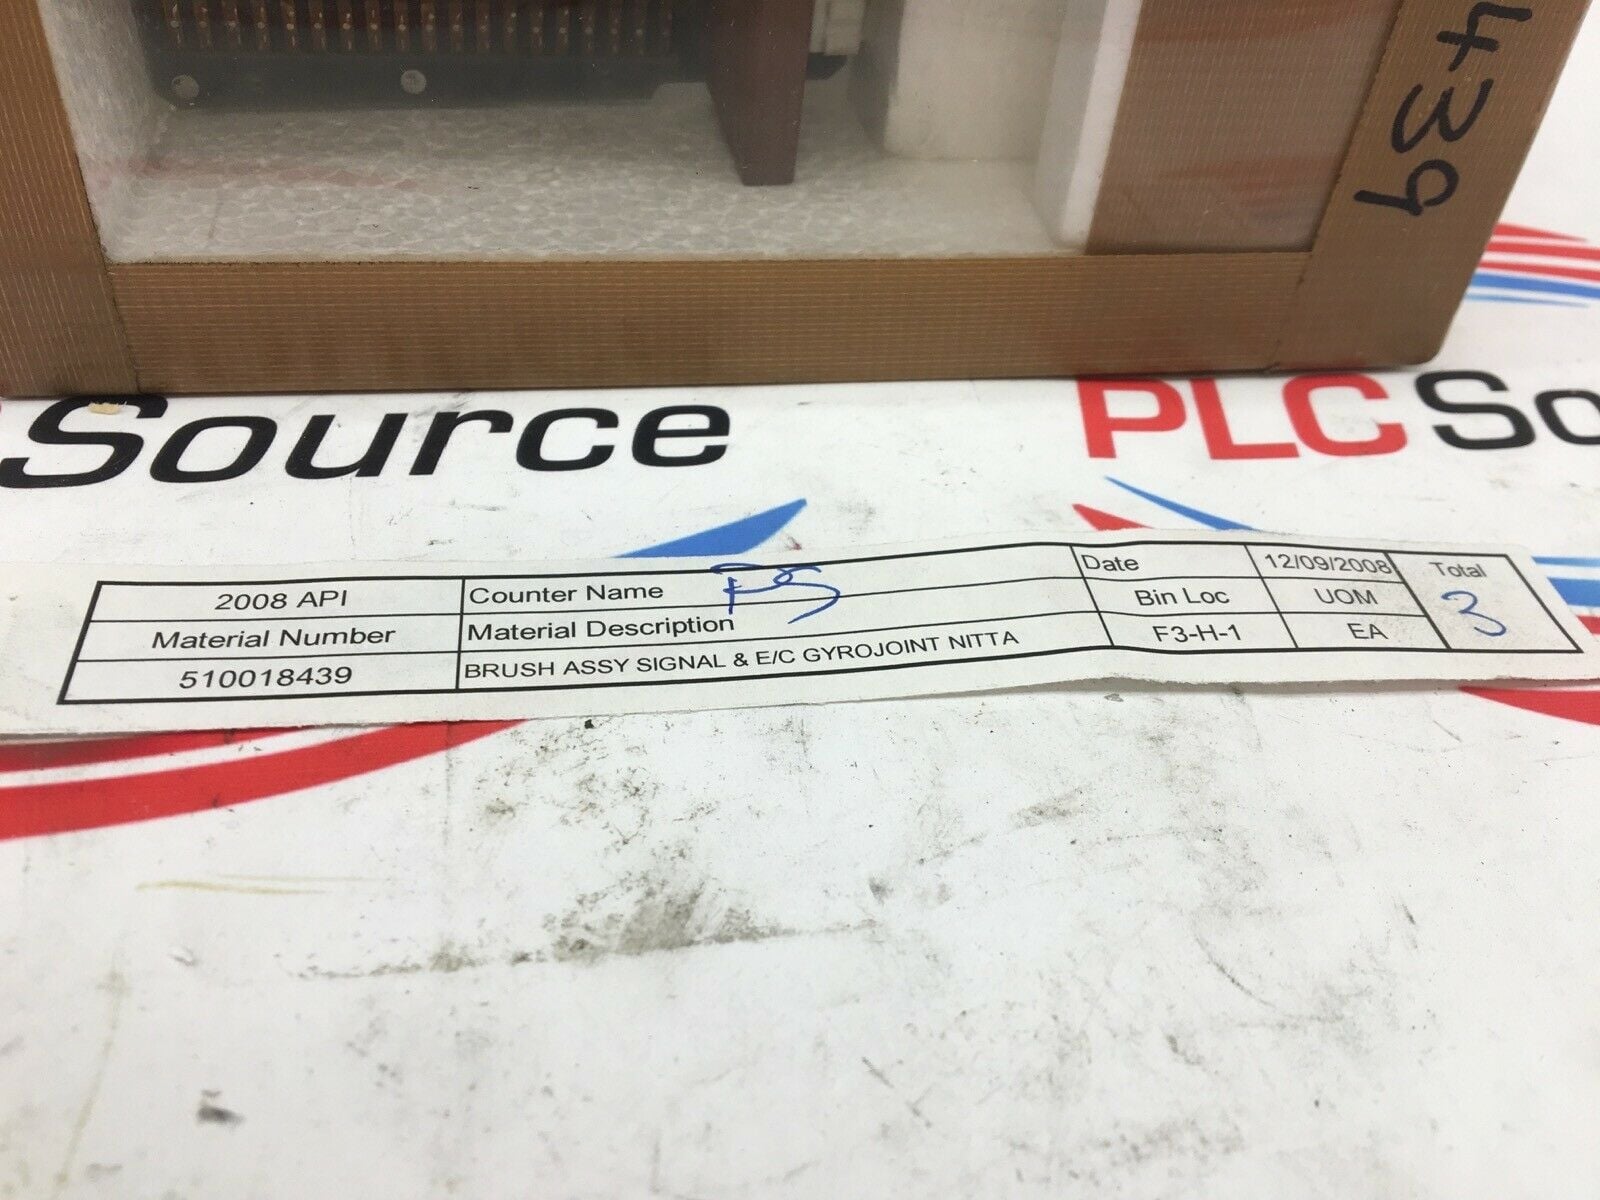 439
Source PLC So
2008 API Counter Name PS Date 12/09/2008 Total
Material Number Material Description Bin Loc UOM 3
510018439 BRUSH ASSY SIGNAL & E/C GYROJOINT NITTA F3-H-1 EA